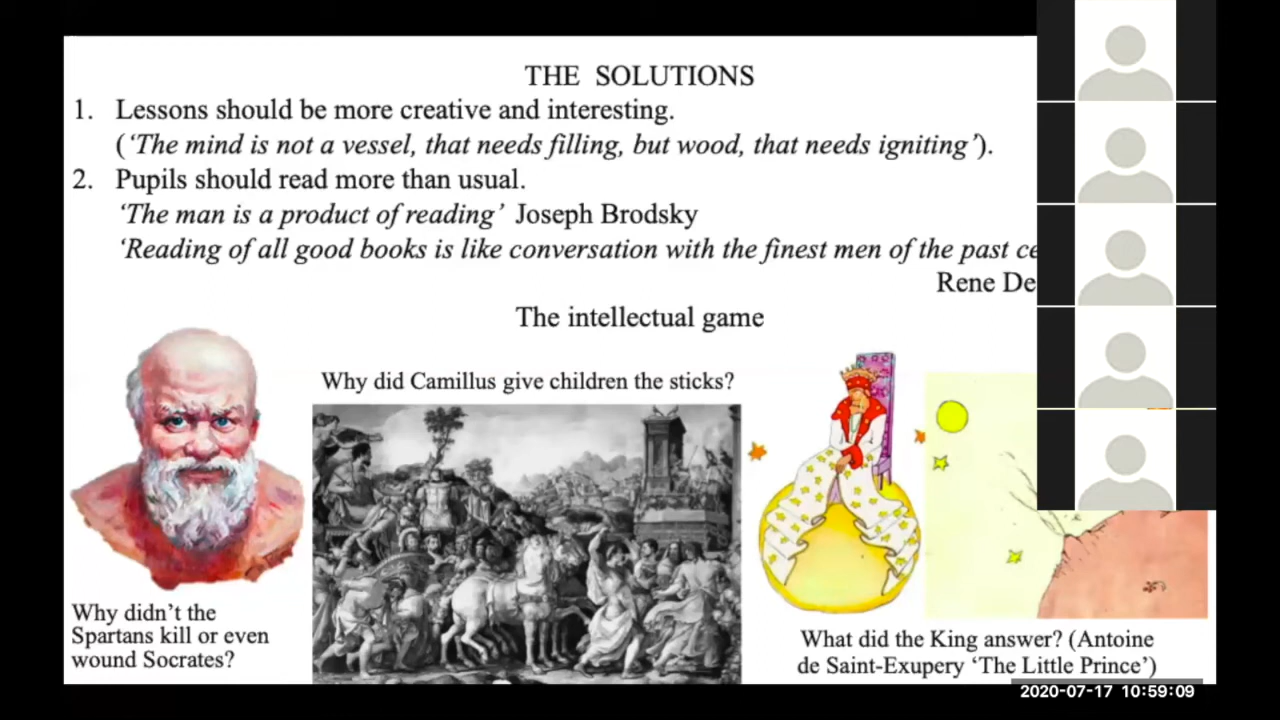 THE SOLUTIONS
1. Lessons should be more creative and interesting.
(‘The mind is not a vessel, that needs filling, but wood, that needs igniting’).
2. Pupils should read more than usual.
‘The man is a product of reading’ Joseph Brodsky
‘Reading of all good books is like conversation with the finest men of the past
Rene
The intellectual game
Why did Camillus give children the sticks?
Why didn’t the
Spartans kill or even
wound Socrates?
What did the King answer? (Antoine
de Saint-Exupery ‘The Little Prince’)
2020-07-17 10:59:09